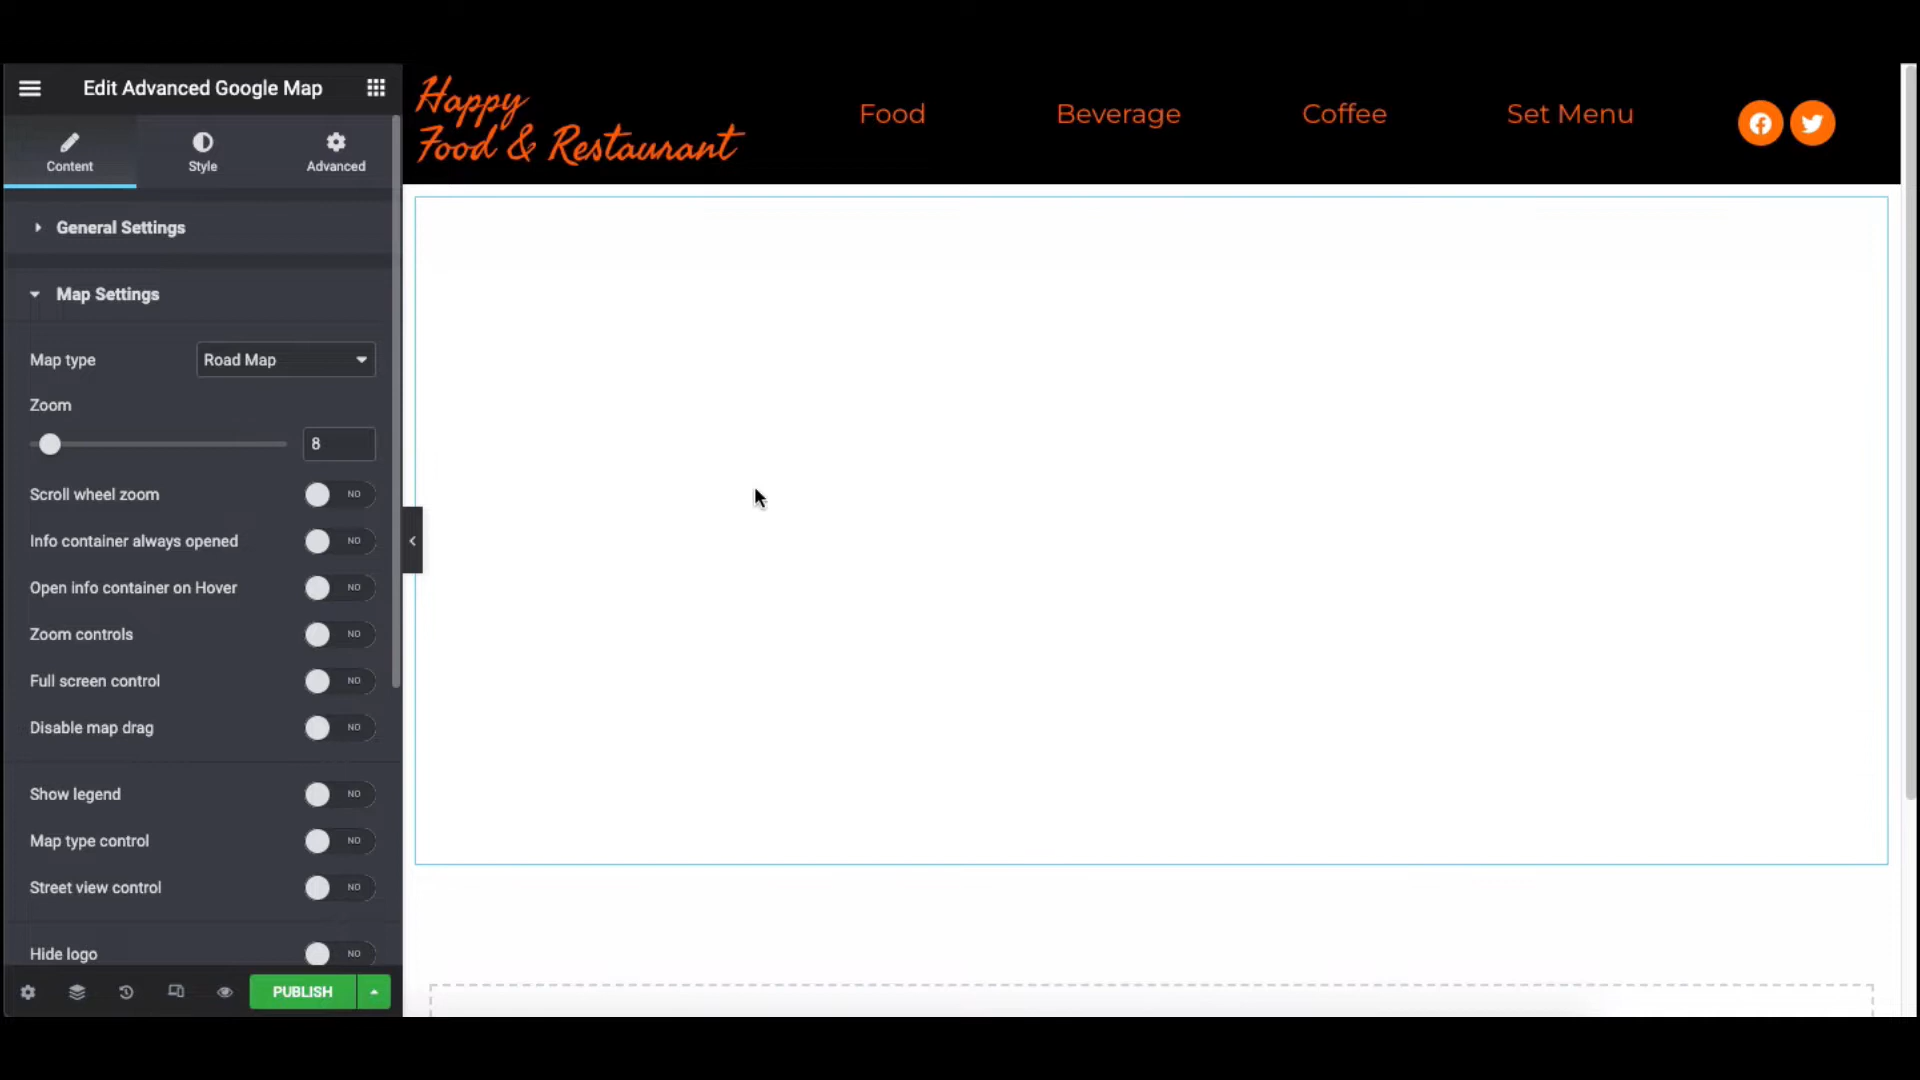 Edit Advanced Google Map
Content
Style
Advanced
General Settings
Map Settings
Map type
Road Map
Zoom
8
Scroll wheel zoom
NO
Info container always opened
NO
Open info container on Hover
NO
Zoom controls
NO
Full screen control
NO
Disable map drag
NO
Show legend
NO
Map type control
NO
Street view control
NO
Hide logo
NO
PUBLISH
Happy
Food & Restaurant
Food
Beverage
Coffee
Set Menu